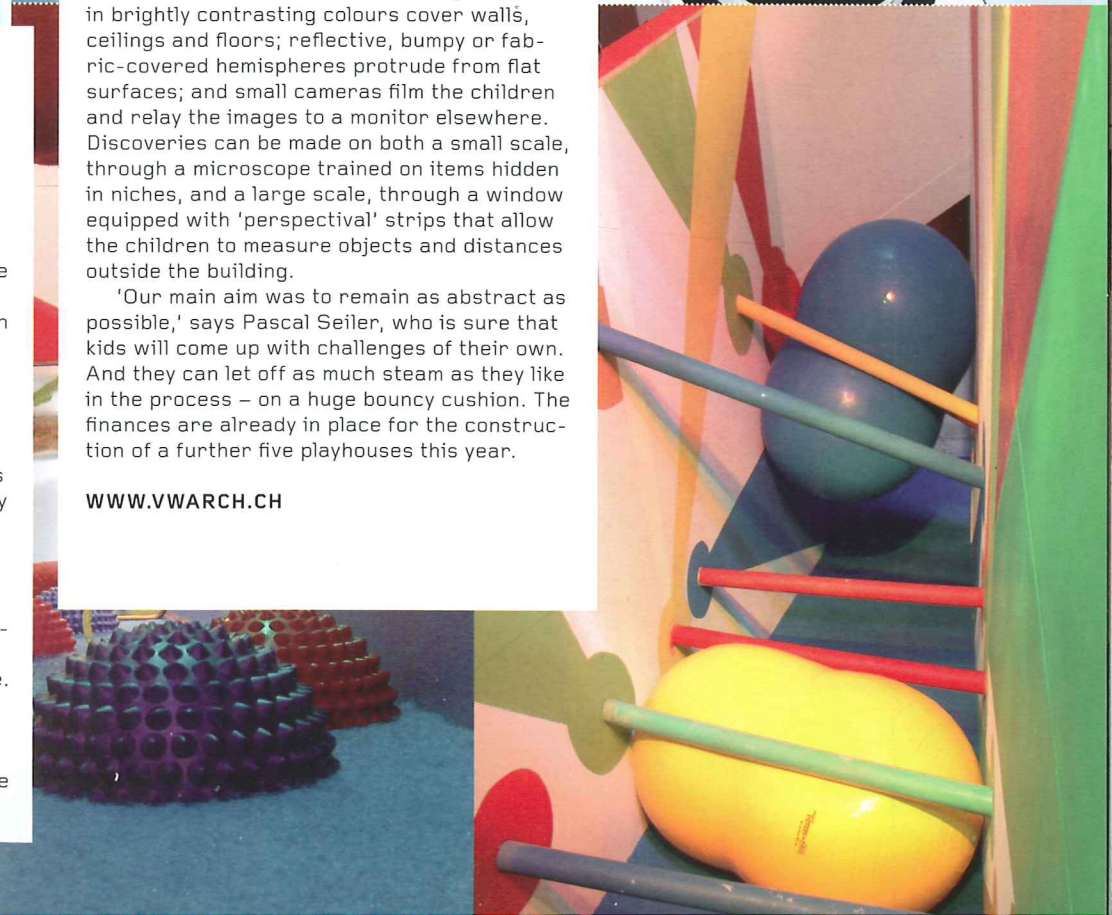 in brightly contrasting colours cover walls,
ceilings and floors; reflective, bumpy or fab-
ric-covered hemispheres protrude from flat
surfaces; and small cameras film the children
and relay the images to a monitor elsewhere.
Discoveries can be made on both a small scale,
through a microscope trained on items hidden
in niches, and a large scale, through a window
equipped with 'perspectival' strips that allow
the children to measure objects and distances
outside the building.
'Our main aim was to remain as abstract as
possible,' says Pascal Seiler, who is sure that
kids will come up with challenges of their own.
And they can let off as much steam as they like
in the process – on a huge bouncy cushion. The
finances are already in place for the construc-
tion of a further five playhouses this year.
WWW.VWARCH.CH